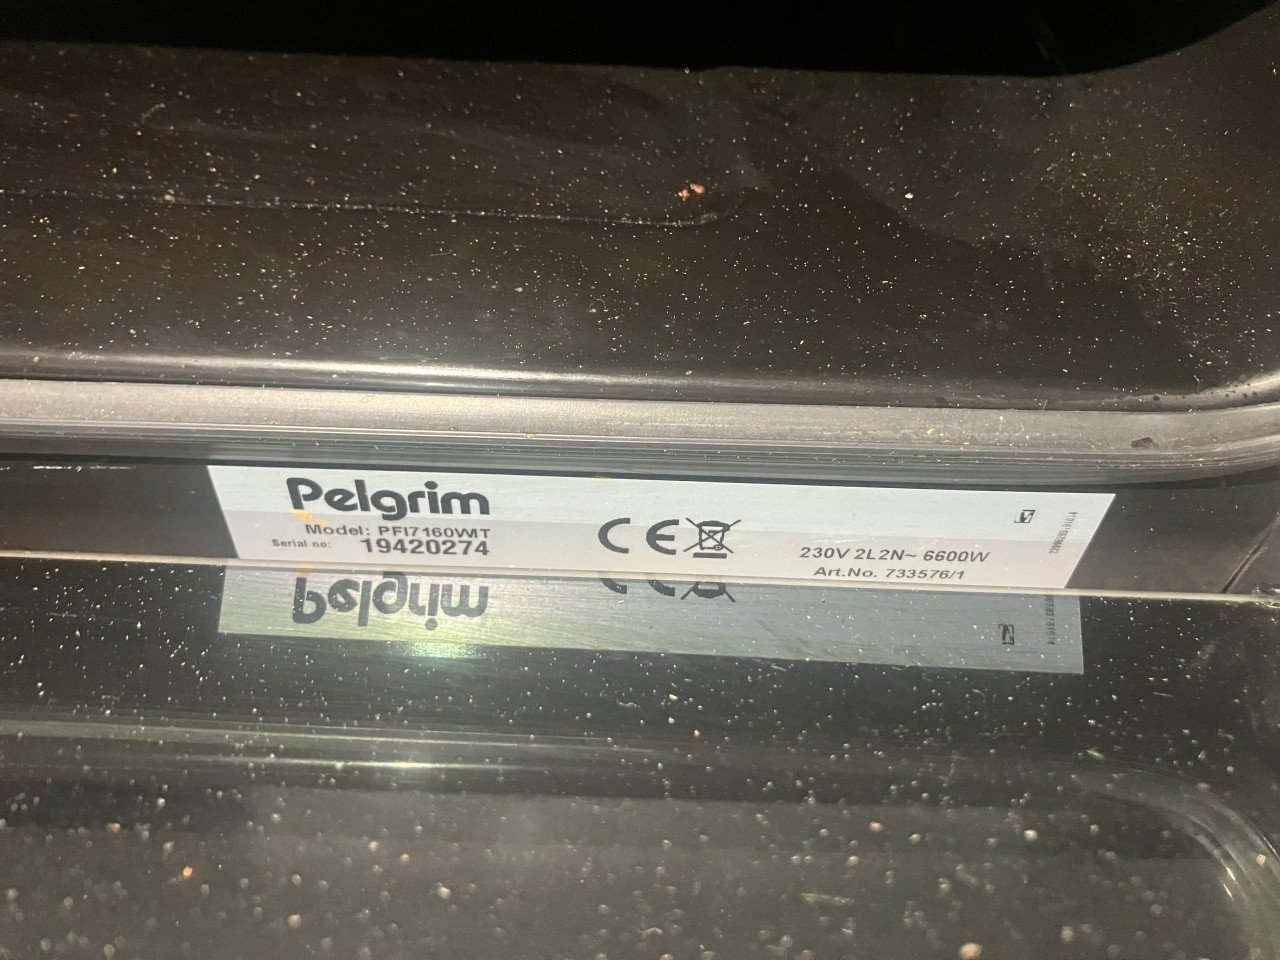 Pelgrim
Model: PFI7160WIT
Serial no: 19420274
CE
230V 2L2N~ 6600W
Art.No. 733576/1